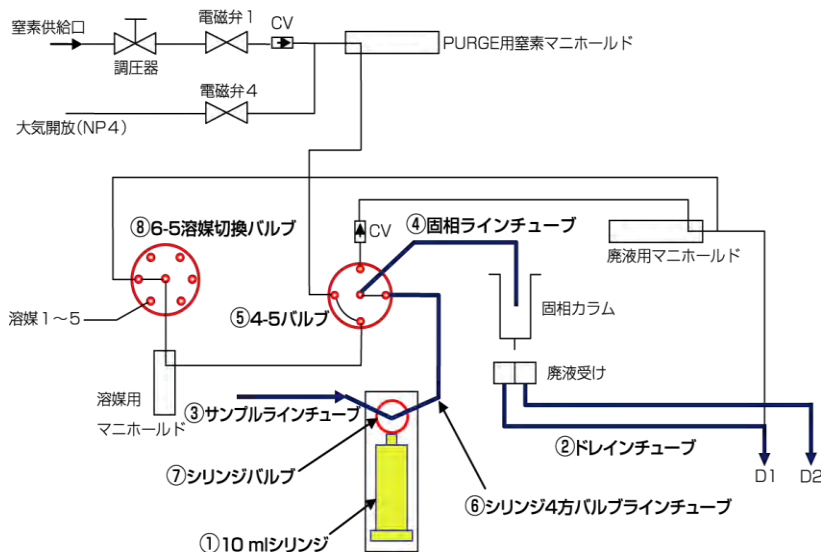 窒素供給口
調圧器
電磁弁1
CV
PURGE用窒素マニホールド
電磁弁4
大気開放(NP4)
⑧6-5溶媒切換バルブ
溶媒1～5
溶媒用
マニホールド
CV
④固相ラインチューブ
⑤4-5バルブ
廃液用マニホールド
固相カラム
廃液受け
③サンプルラインチューブ
②ドレインチューブ
D1
D2
⑦シリンジバルブ
⑥シリンジ4方バルブラインチューブ
①10 mlシリンジ